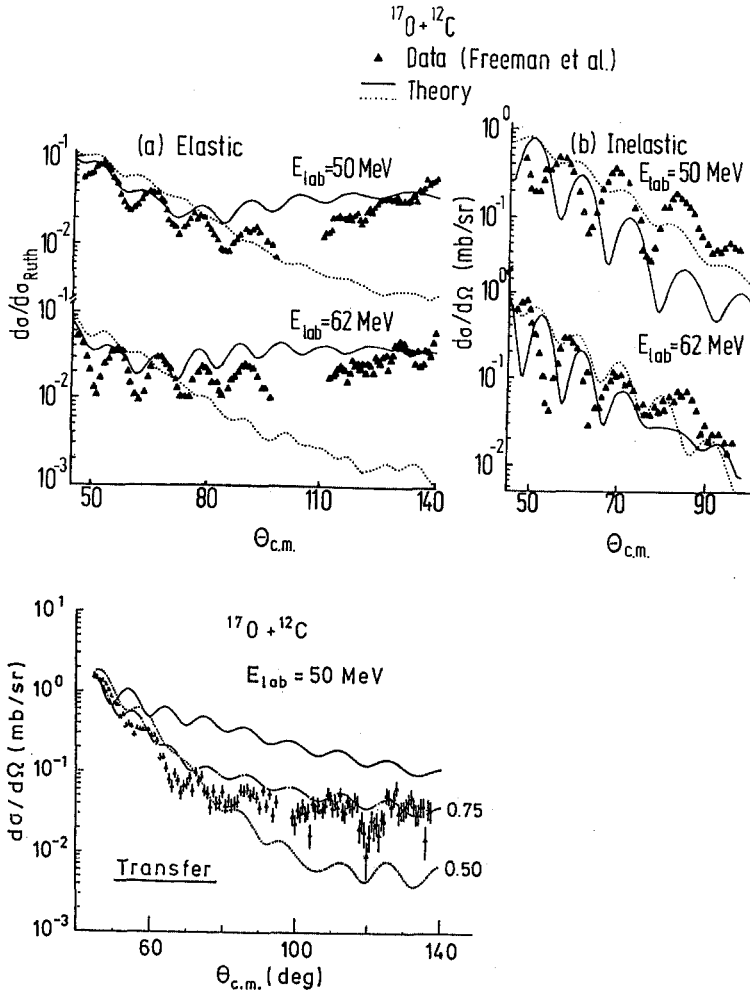 ¹⁷O + ¹²C
▲ Data (Freeman et al.)
Theory
(a) Elastic
E_lab = 50 MeV
E_lab = 62 MeV
dσ/dσ_Ruth
10⁻¹
10⁻²
10⁻¹
10⁻²
10⁻³
50 80 110 140
Θ_c.m.
(b) Inelastic
E_lab = 50 MeV
E_lab = 62 MeV
dσ/dΩ (mb/sr)
10⁰
10⁻¹
10⁰
10⁻¹
10⁻²
50 70 90
Θ_c.m.
¹⁷O + ¹²C
E_lab = 50 MeV
dσ/dΩ (mb/sr)
10¹
10⁰
10⁻¹
10⁻²
10⁻³
0.75
0.50
Transfer
60 100 140
Θ_c.m. (deg)